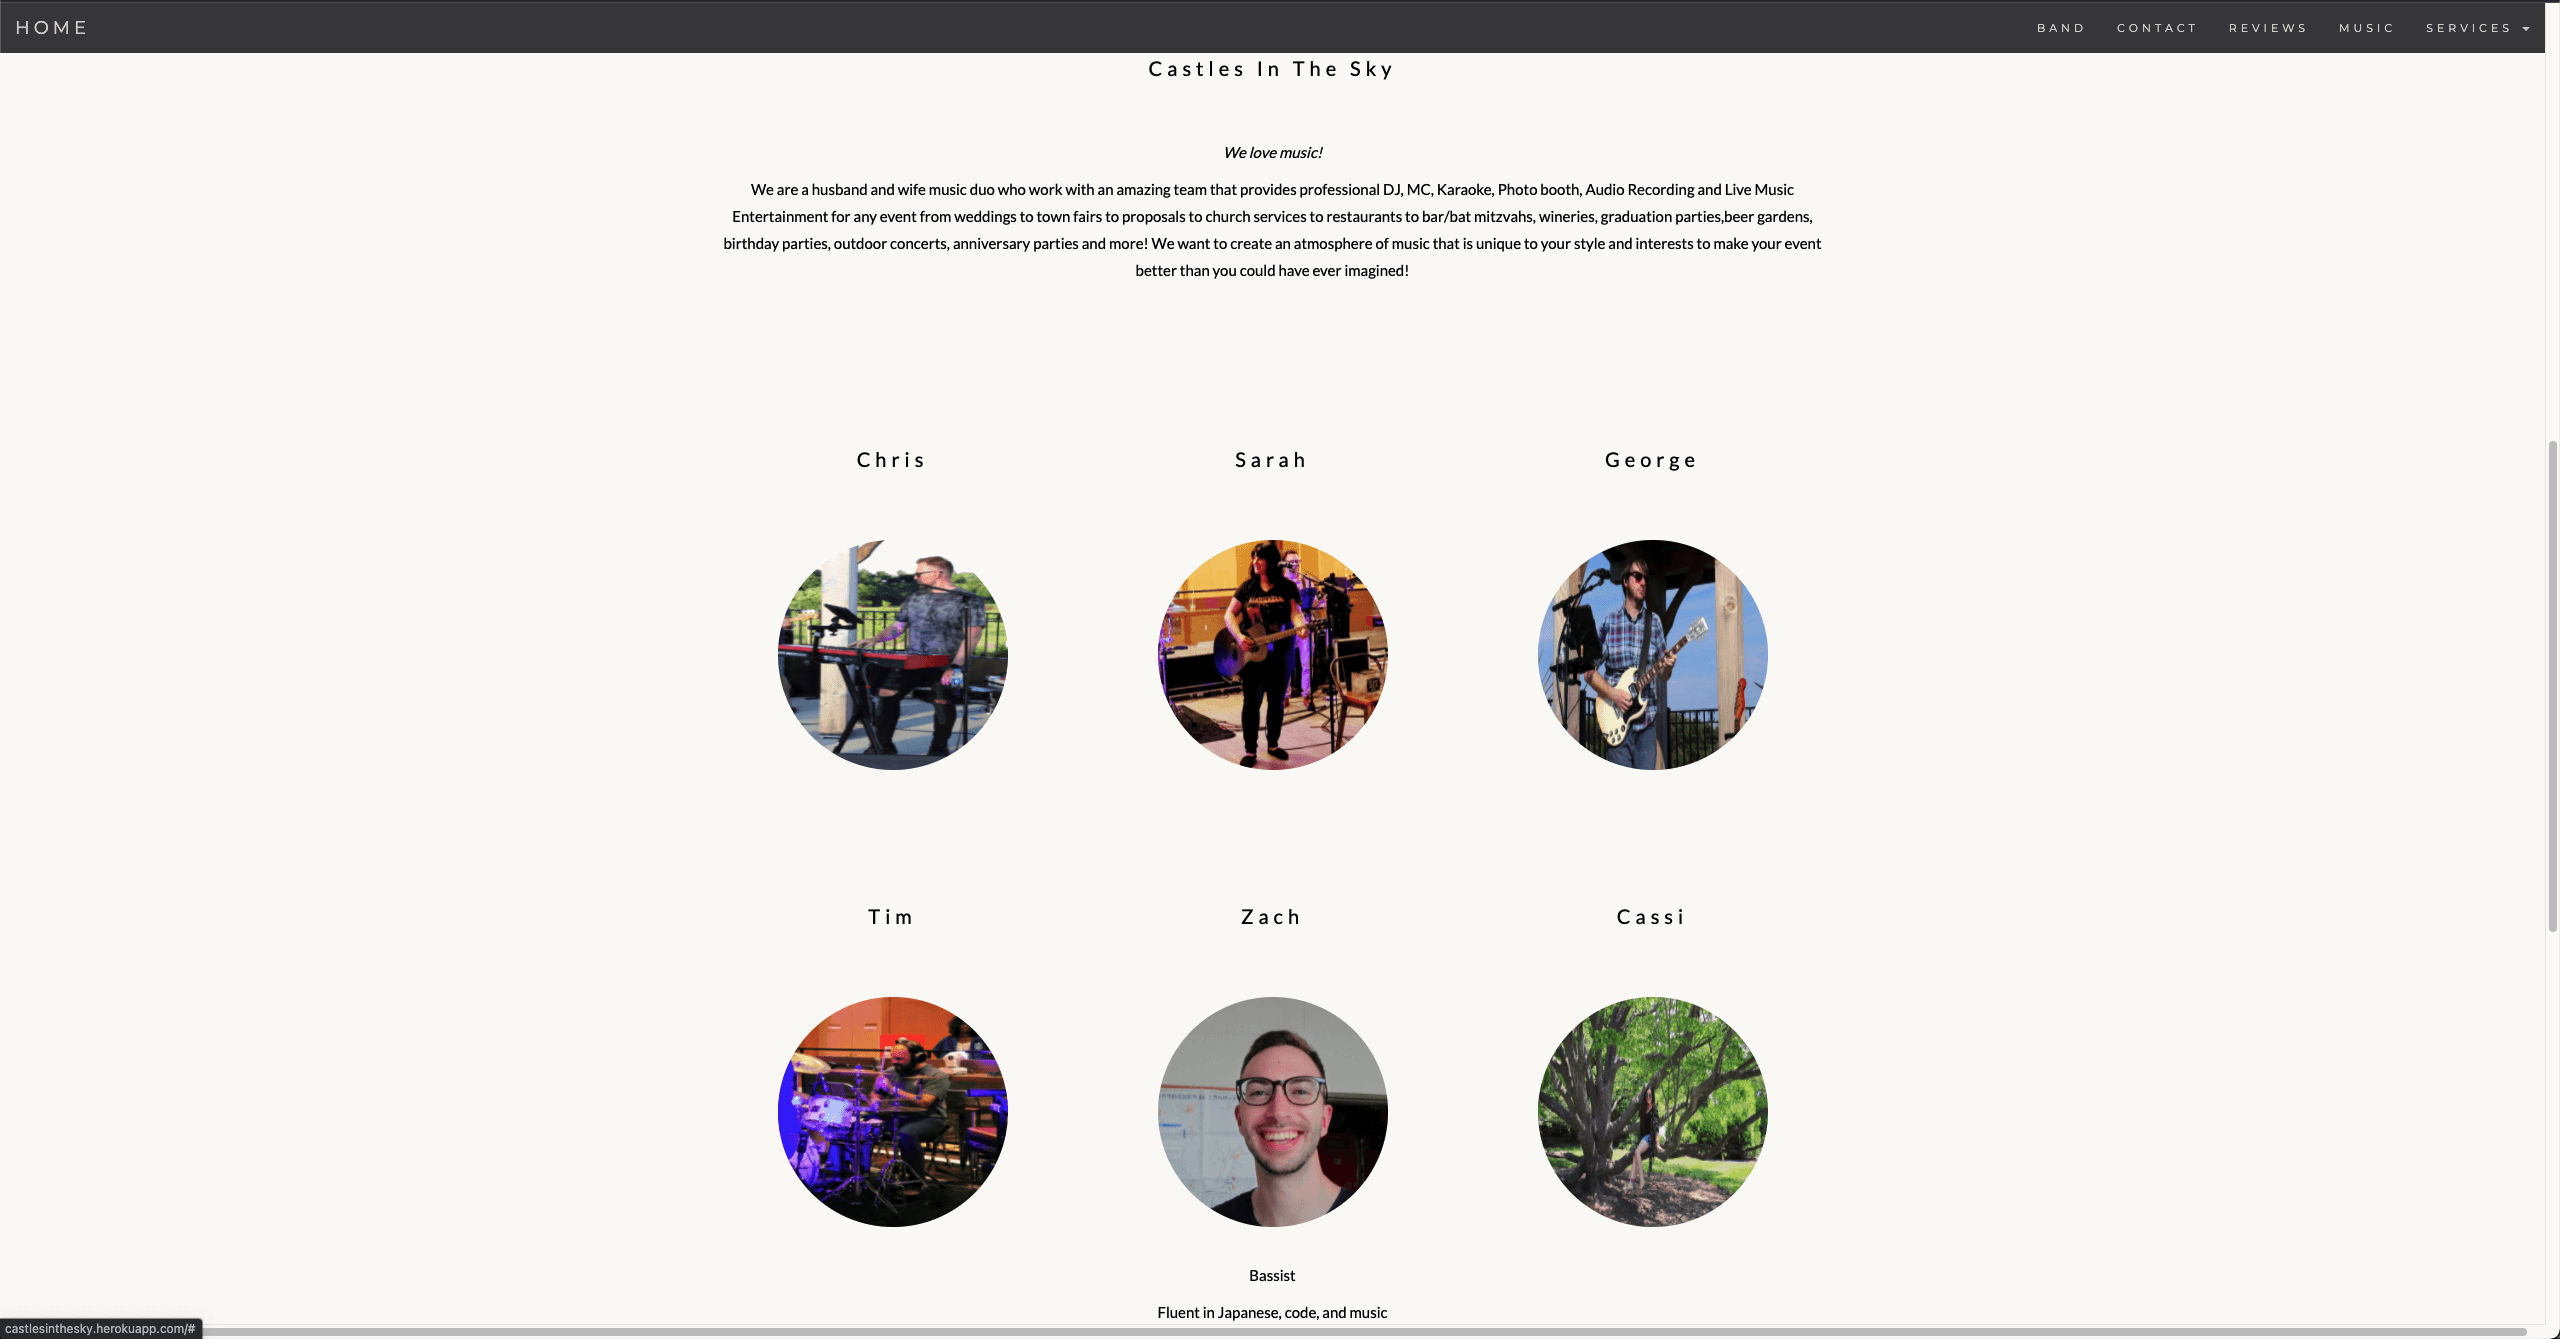 HOME
BAND CONTACT REVIEWS MUSIC SERVICES
Castles In The Sky
We love music!
We are a husband and wife music duo who work with an amazing team that provides professional DJ, MC, Karaoke, Photo booth, Audio Recording and Live Music
Entertainment for any event from weddings to town fairs to proposals to church services to restaurants to bar/bat mitzvahs, wineries, graduation parties,beer gardens,
birthday parties, outdoor concerts, anniversary parties and more! We want to create an atmosphere of music that is unique to your style and interests to make your event
better than you could have ever imagined!
Chris Sarah George
Tim Zach Cassi
Bassist
Fluent in Japanese, code, and music
castlesinthesky.herokuapp.com/#